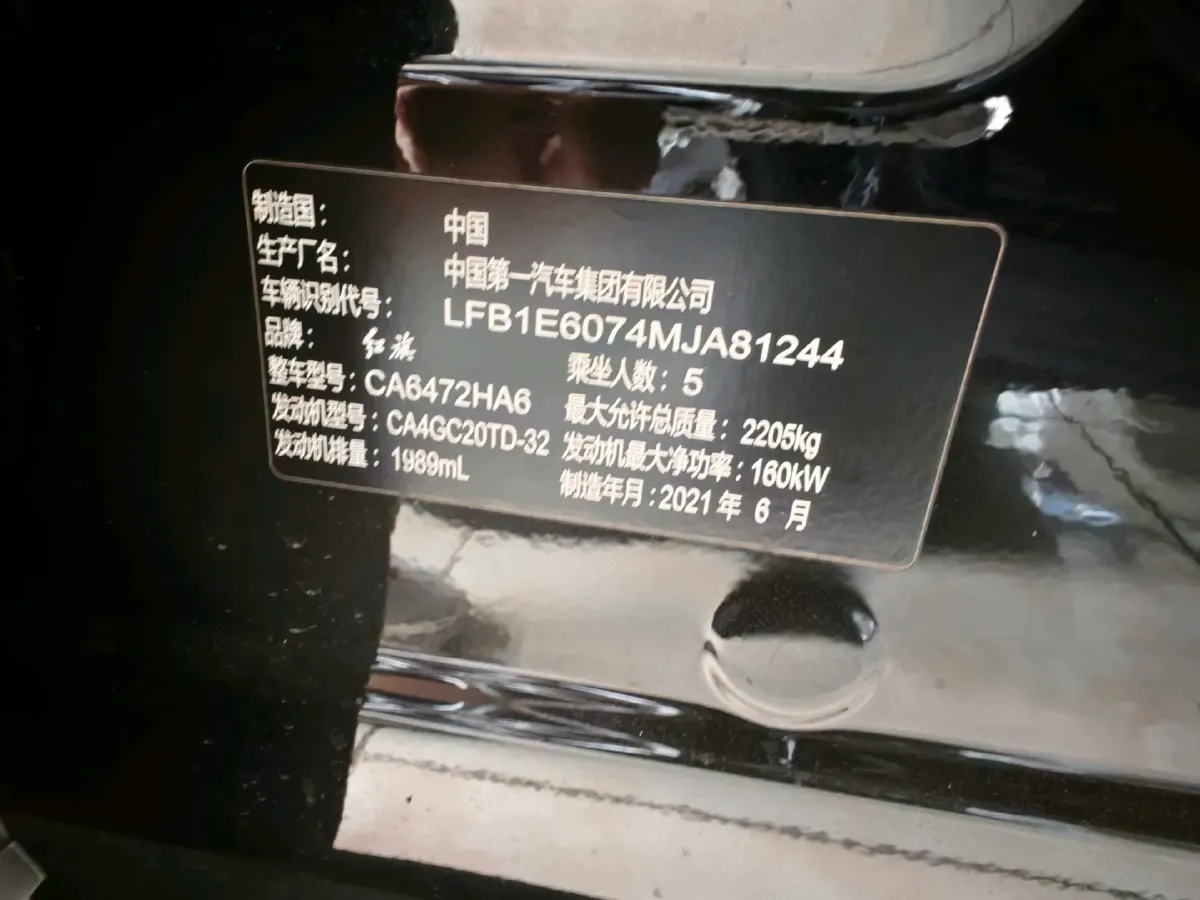 制造国： 中国
生产厂名： 中国第一汽车集团有限公司
车辆识别代号： LFB1E6074MJA81244
品牌： 红旗 乘坐人数：5
整车型号：CA6472HA6 最大允许总质量：2205kg
发动机型号：CA4GC20TD-32 发动机最大净功率：160kW
发动机排量：1989mL 制造年月：2021年 6 月